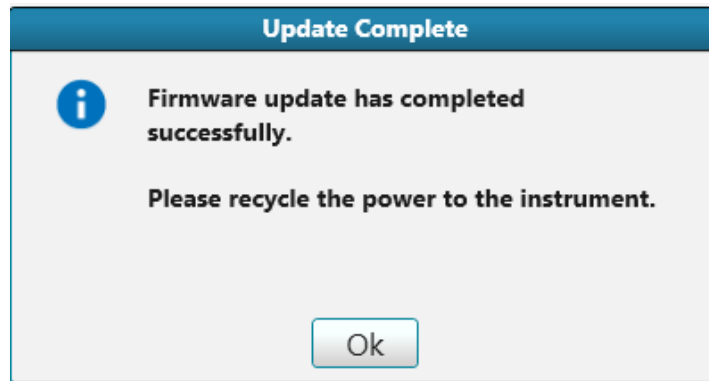 Update Complete
Firmware update has completed
successfully.
Please recycle the power to the instrument.
Ok